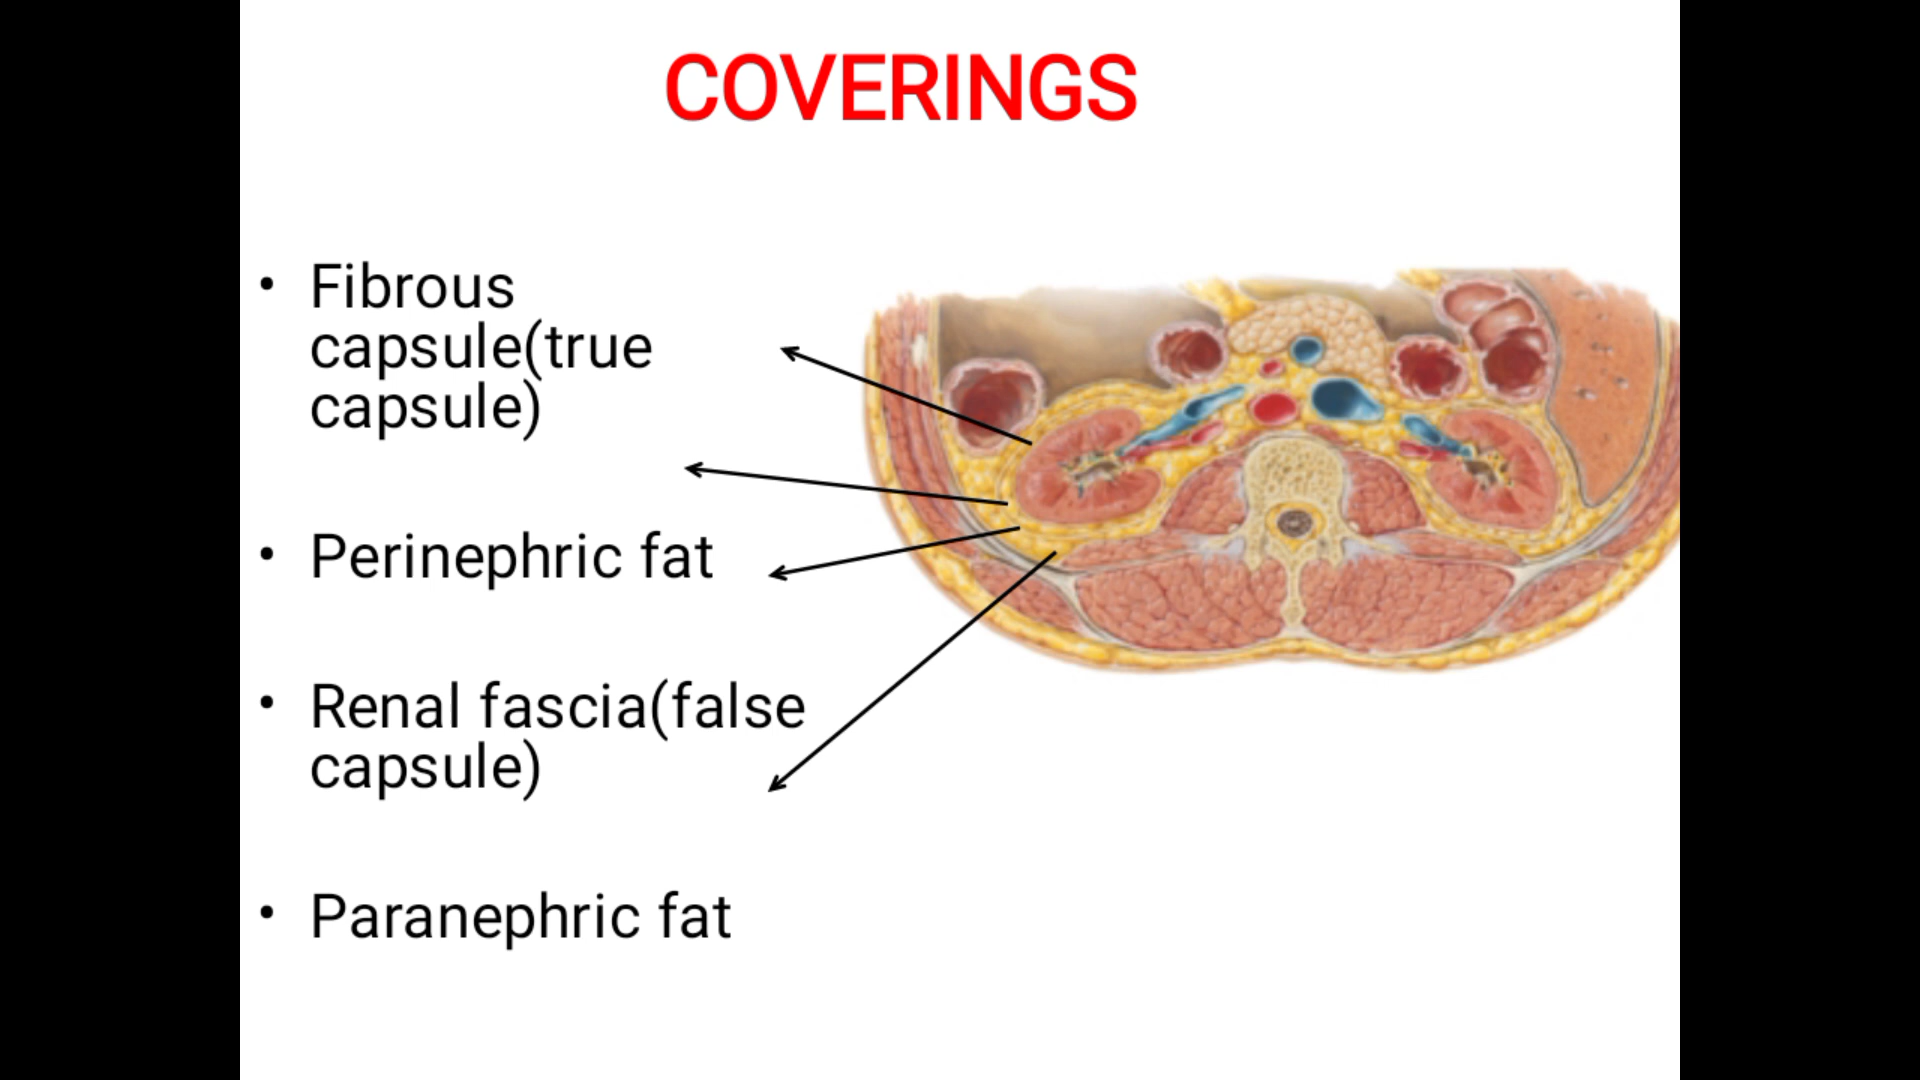 COVERINGS
• Fibrous
capsule(true
capsule)
• Perinephric fat
• Renal fascia(false
capsule)
• Paranephric fat